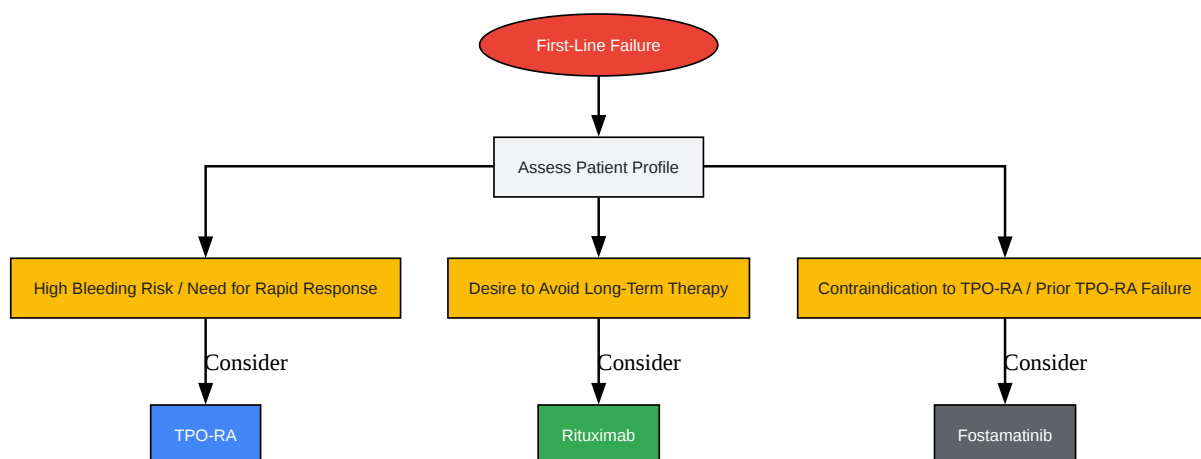 First-Line Failure
Assess Patient Profile
High Bleeding Risk / Need for Rapid Response
Desire to Avoid Long-Term Therapy
Contraindication to TPO-RA / Prior TPO-RA Failure
Consider
Consider
Consider
TPO-RA
Rituximab
Fostamatinib